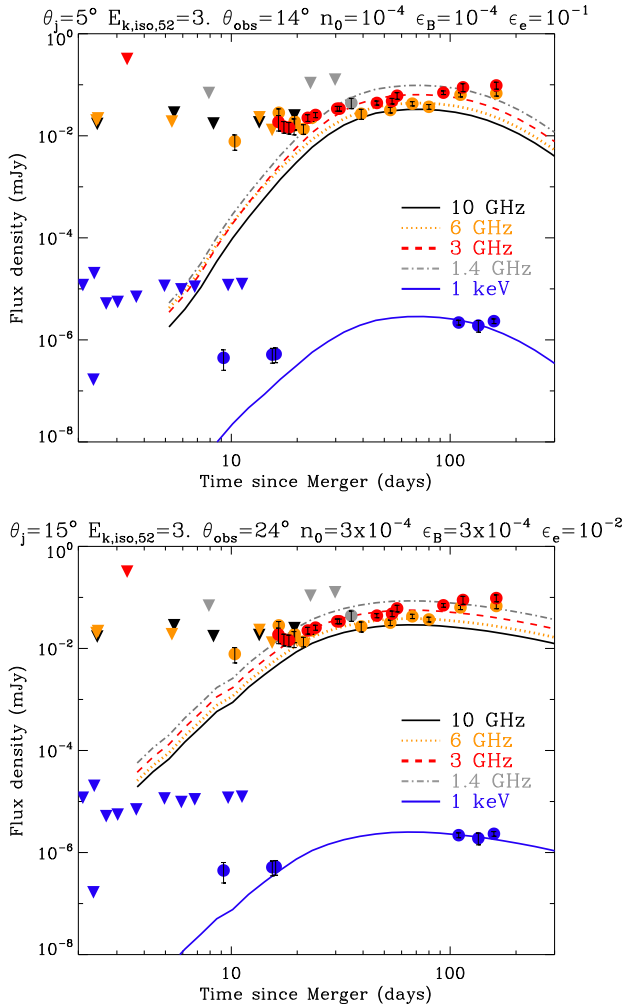 θj=5° Ek,iso,52=3. θobs=14° n0=10^-4 εB=10^-4 εe=10^-1
10^0
10^-2
10^-4
10^-6
10^-8
Flux density (mJy)
10 GHz
6 GHz
3 GHz
1.4 GHz
1 keV
10 100
Time since Merger (days)
θj=15° Ek,iso,52=3. θobs=24° n0=3x10^-4 εB=3x10^-4 εe=10^-2
10^0
10^-2
10^-4
10^-6
10^-8
Flux density (mJy)
10 GHz
6 GHz
3 GHz
1.4 GHz
1 keV
10 100
Time since Merger (days)